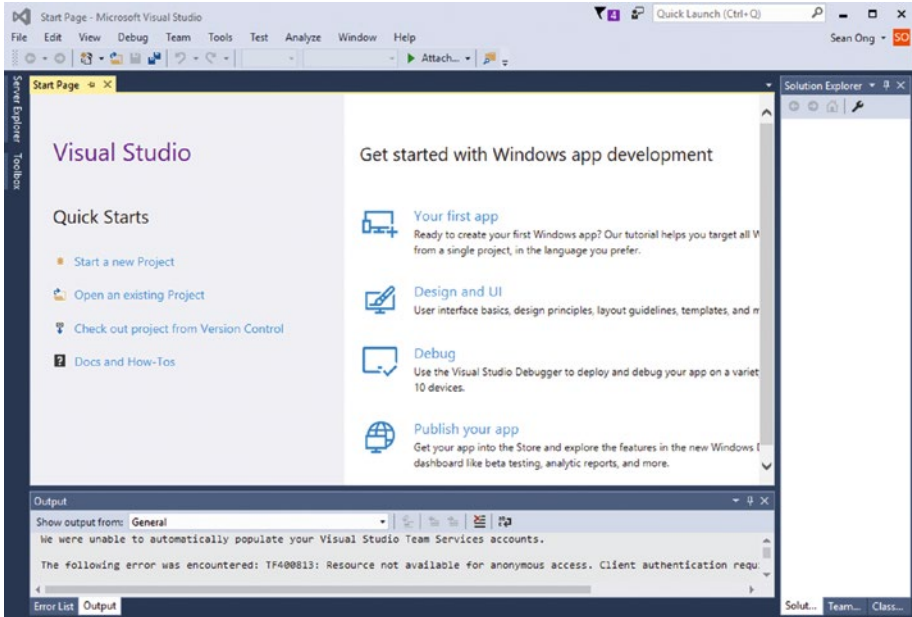 Start Page - Microsoft Visual Studio
4
Quick Launch (Ctrl+Q)
File Edit View Debug Team Tools Test Analyze Window Help
Sean Ong
SO
Attach...
Server Explorer
Toolbox
Start Page
Solution Explorer
Visual Studio
Quick Starts
Start a new Project
Open an existing Project
Check out project from Version Control
Docs and How-Tos
Get started with Windows app development
Your first app
Ready to create your first Windows app? Our tutorial helps you target all W
from a single project, in the language you prefer.
Design and UI
User interface basics, design principles, layout guidelines, templates, and m
Debug
Use the Visual Studio Debugger to deploy and debug your app on a variet
10 devices.
Publish your app
Get your app into the Store and explore the features in the new Windows D
dashboard like beta testing, analytic reports, and more.
Output
Show output from: General
We were unable to automatically populate your Visual Studio Team Services accounts.
The following error was encountered: TF400813: Resource not available for anonymous access. Client authentication requ
Error List Output
Solut... Team... Class...